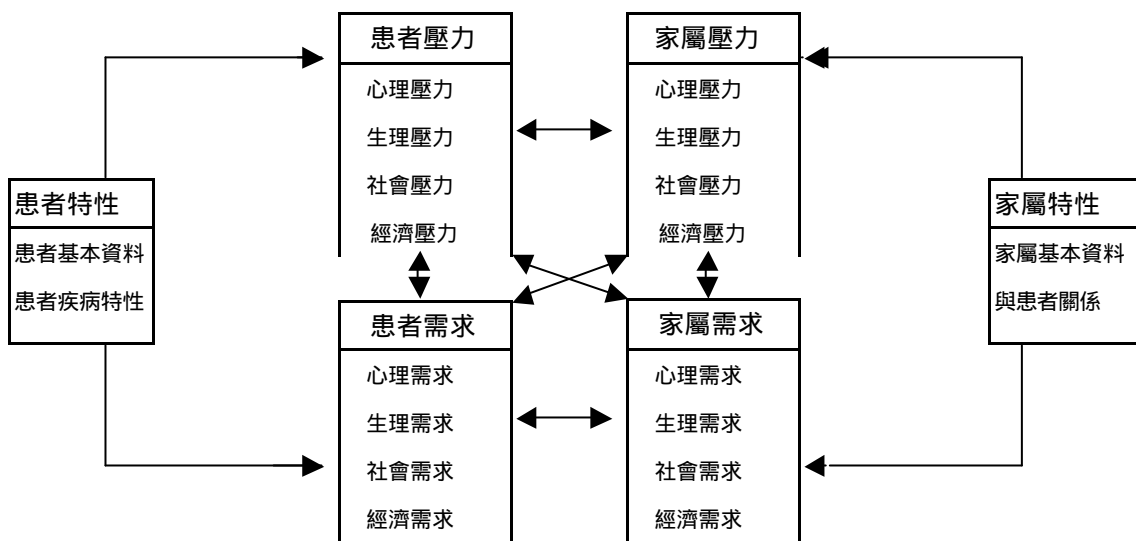 患者壓力
心理壓力
生理壓力
社會壓力
經濟壓力
家屬壓力
心理壓力
生理壓力
社會壓力
經濟壓力
患者特性
患者基本資料
患者疾病特性
家屬特性
家屬基本資料
與患者關係
患者需求
心理需求
生理需求
社會需求
經濟需求
家屬需求
心理需求
生理需求
社會需求
經濟需求